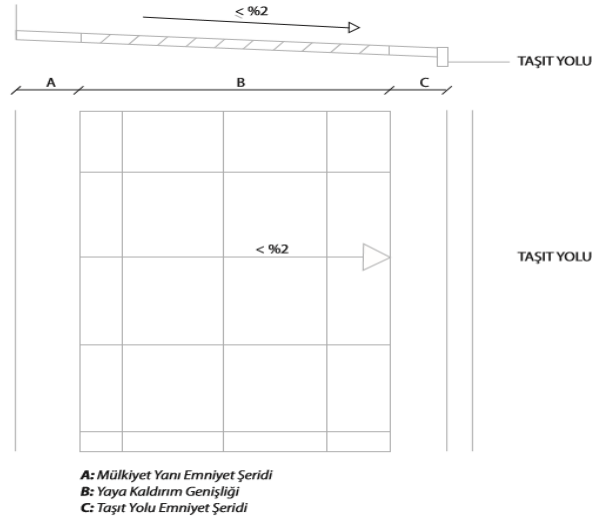 < %2
TAŞIT YOLU
A B C
< %2
TAŞIT YOLU
A: Mülkiyet Yanı Emniyet Şeridi
B: Yaya Kaldırım Genişliği
C: Taşıt Yolu Emniyet Şeridi